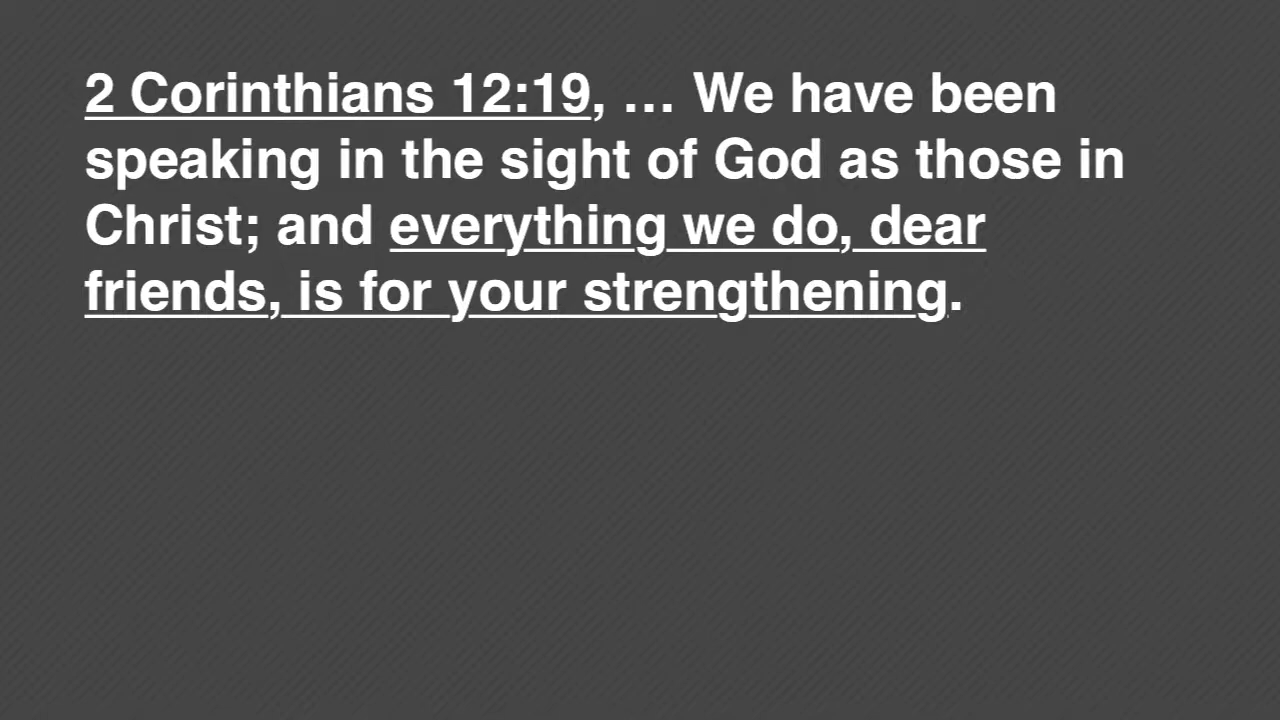 2 Corinthians 12:19, … We have been
speaking in the sight of God as those in
Christ; and everything we do, dear
friends, is for your strengthening.